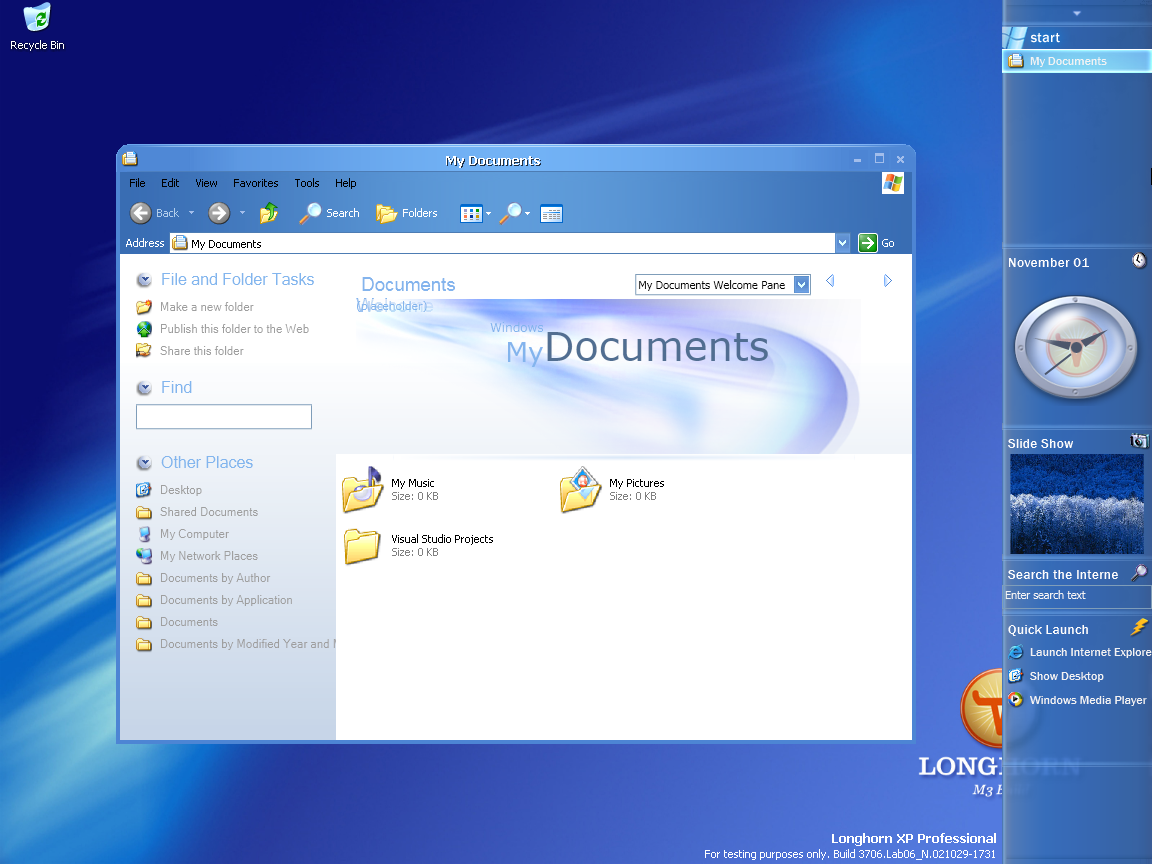 Recycle Bin
My Documents
File Edit View Favorites Tools Help
Back Search Folders
Address My Documents Go
File and Folder Tasks
Make a new folder
Publish this folder to the Web
Share this folder
Find
Other Places
Desktop
Shared Documents
My Computer
My Network Places
Documents by Author
Documents by Application
Documents
Documents by Modified Year and
Documents
(placeholder)
My Documents Welcome Pane
Windows
My Documents
My Music
Size: 0 KB
My Pictures
Size: 0 KB
Visual Studio Projects
Size: 0 KB
start
My Documents
November 01
Slide Show
Search the Interne
Enter search text
Quick Launch
Launch Internet Explore
Show Desktop
Windows Media Player
LONGHORN
M3
Longhorn XP Professional
For testing purposes only. Build 3706.Lab06_N.021029-1731